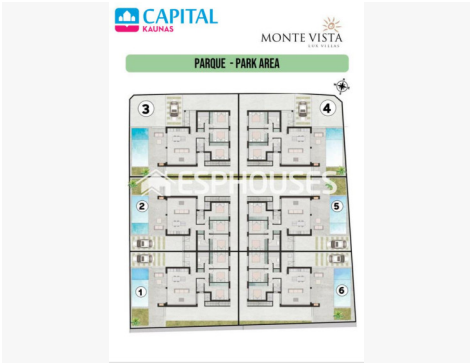 CAPITAL
KAUNAS
MONTE VISTA
LUX VILLAS
PARQUE - PARK AREA
3
4
ESPHOUSES
2
5
1
6